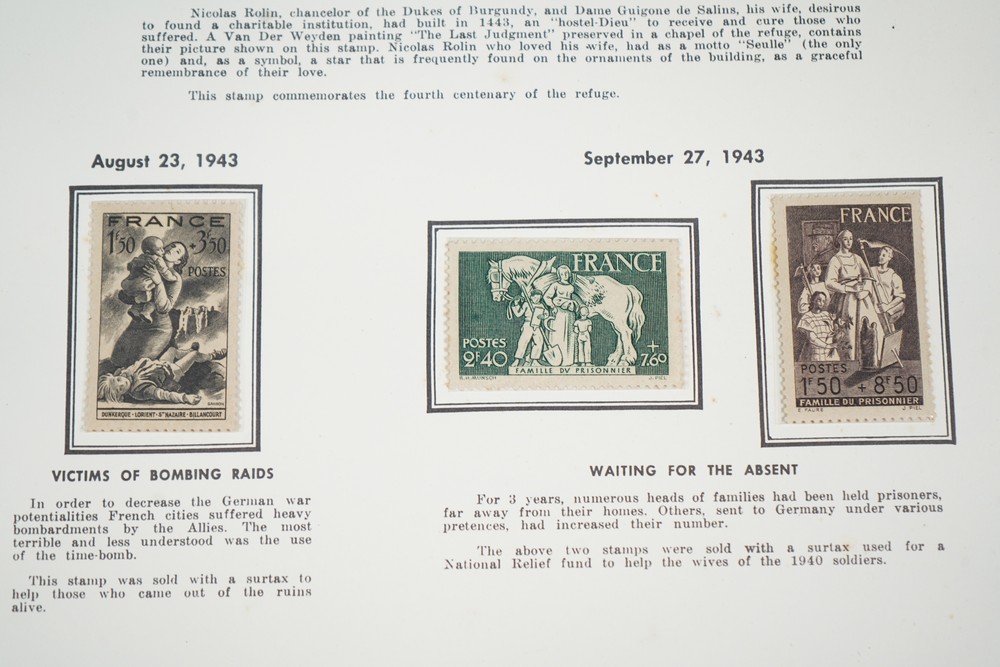 Nicolas Rolin, chancelor of the Dukes of Burgundy, and Dame Guigone de Salins, his wife, desirous
to found a charitable institution, had built in 1443, an "hostel-Dieu" to receive and cure those who
suffered. A Van Der Weyden painting "The Last Judgment" preserved in a chapel of the refuge, contains
their picture shown on this stamp. Nicolas Rolin who loved his wife, had as a motto "Seulle" (the only
one) and, as a symbol, a star that is frequently found on the ornaments of the building, as a graceful
remembrance of their love.
This stamp commemorates the fourth centenary of the refuge.
August 23, 1943
FRANCE
1F50 +3F50
POSTES
DUNKERQUE - LORIENT - St NAZAIRE - BILLANCOURT
VICTIMS OF BOMBING RAIDS
In order to decrease the German war
potentialities French cities suffered heavy
bombardments by the Allies. The most
terrible and less understood was the use
of the time-bomb.
This stamp was sold with a surtax to
help those who came out of the ruins
alive.
September 27, 1943
FRANCE
POSTES +
2F40 7F60
FAMILLE DV PRISONNIER
R.H. MUNSCH J. PIEL
FRANCE
POSTES
1F50 + 8F50
FAMILLE DU PRISONNIER
E. FAURE J. PIEL
WAITING FOR THE ABSENT
For 3 years, numerous heads of families had been held prisoners,
far away from their homes. Others, sent to Germany under various
pretences, had increased their number.
The above two stamps were sold with a surtax used for a
National Relief fund to help the wives of the 1940 soldiers.